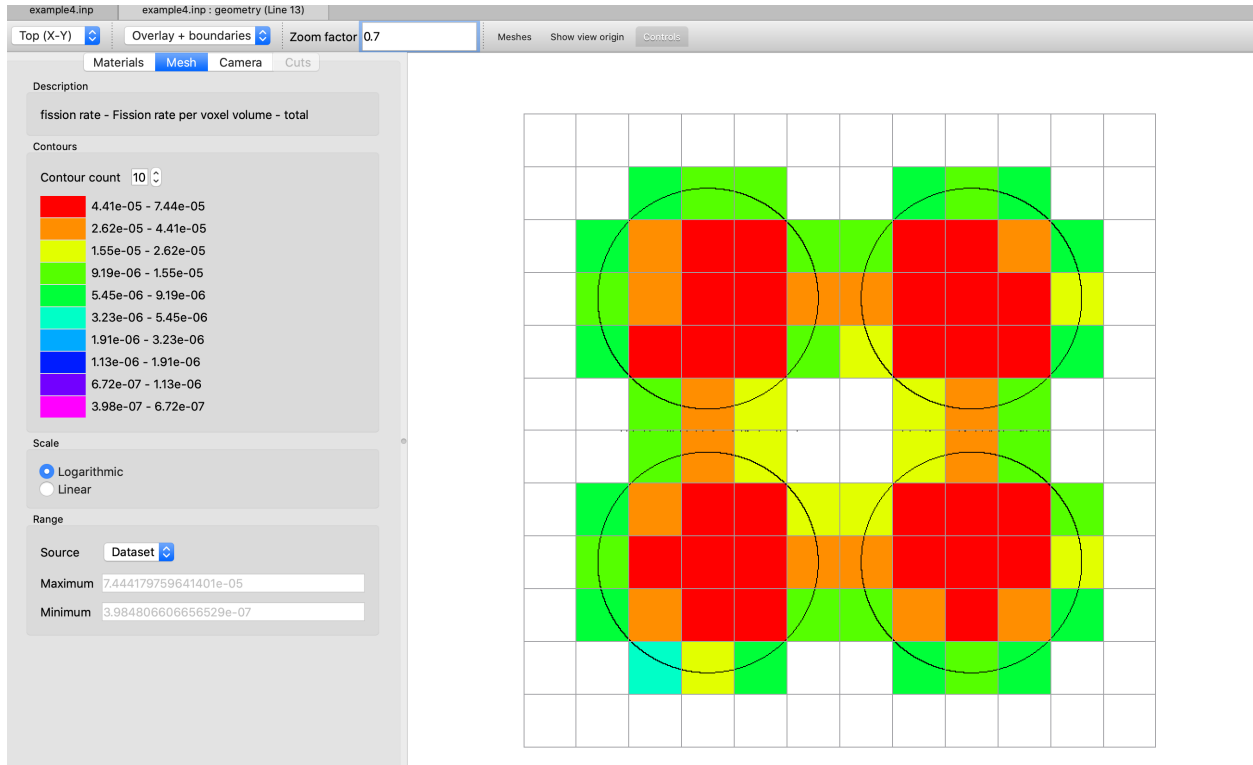 example4.inp
example4.inp : geometry (Line 13)
Top (X-Y)
Overlay + boundaries
Zoom factor
0.7
Meshes
Show view origin
Controls
Materials
Mesh
Camera
Cuts
Description
fission rate - Fission rate per voxel volume - total
Contours
Contour count 10
4.41e-05 - 7.44e-05
2.62e-05 - 4.41e-05
1.55e-05 - 2.62e-05
9.19e-06 - 1.55e-05
5.45e-06 - 9.19e-06
3.23e-06 - 5.45e-06
1.91e-06 - 3.23e-06
1.13e-06 - 1.91e-06
6.72e-07 - 1.13e-06
3.98e-07 - 6.72e-07
Scale
Logarithmic
Linear
Range
Source Dataset
Maximum 7.444179759641401e-05
Minimum 3.984806606656529e-07